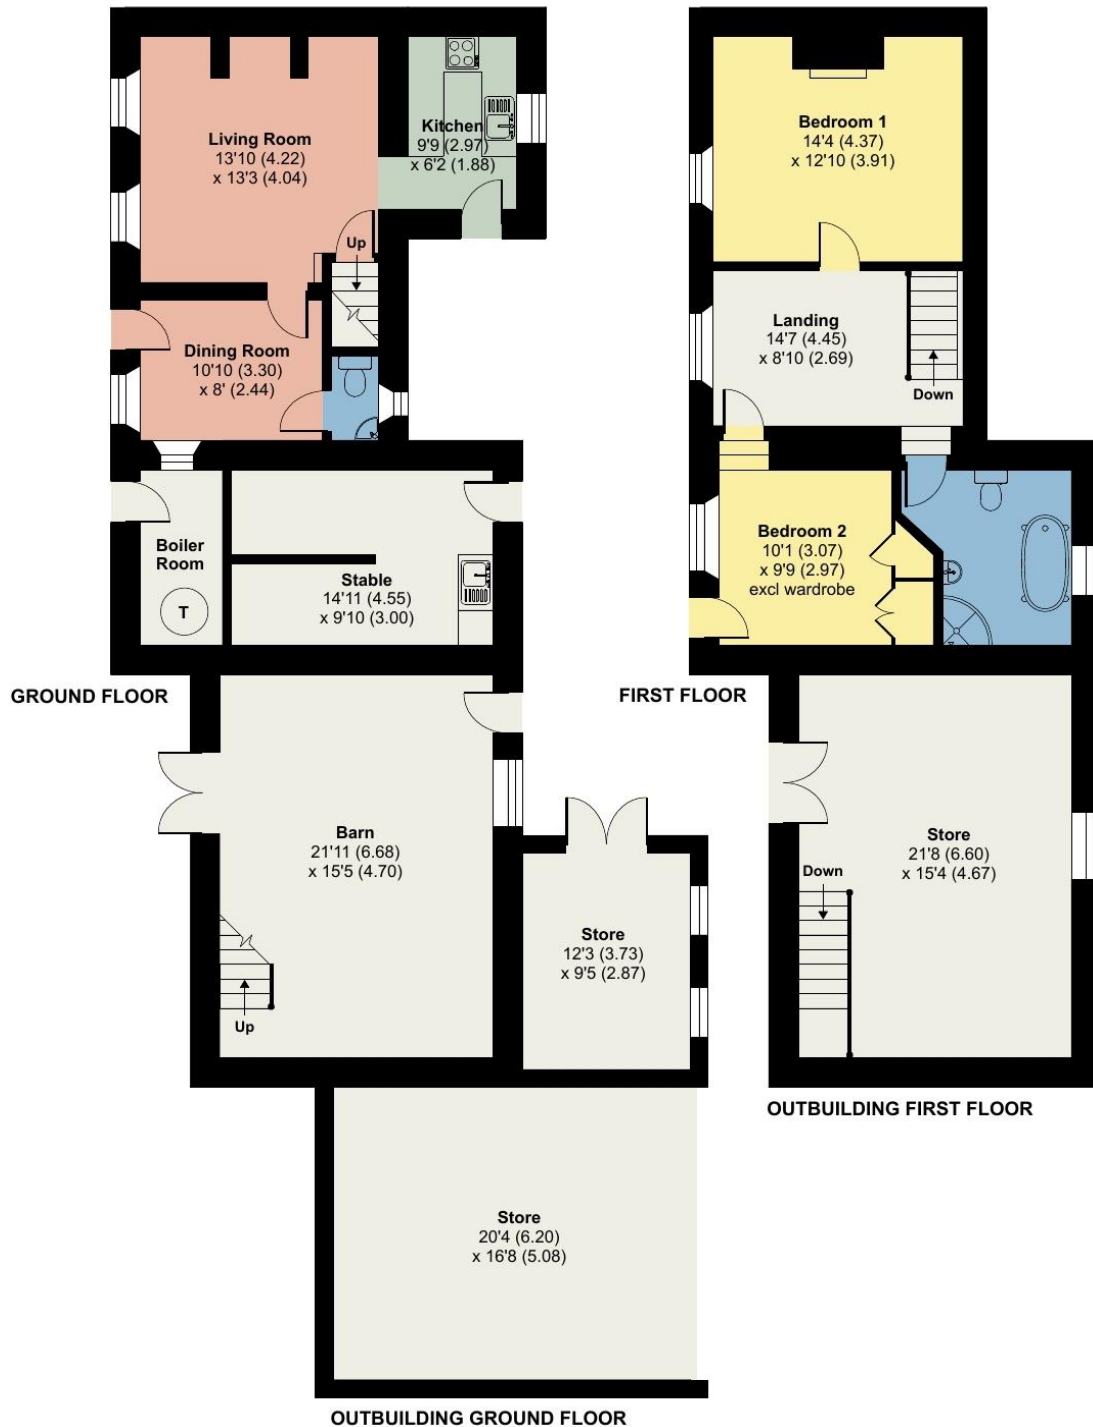 Living Room
13'10 (4.22)
x 13'3 (4.04)
Kitchen
9'9 (2.97)
x 6'2 (1.88)
Up
Dining Room
10'10 (3.30)
x 8' (2.44)
Boiler
Room
T
Stable
14'11 (4.55)
x 9'10 (3.00)
GROUND FLOOR
Bedroom 1
14'4 (4.37)
x 12'10 (3.91)
Landing
14'7 (4.45)
x 8'10 (2.69)
Down
Bedroom 2
10'1 (3.07)
x 9'9 (2.97)
excl wardrobe
FIRST FLOOR
Barn
21'11 (6.68)
x 15'5 (4.70)
Up
Store
12'3 (3.73)
x 9'5 (2.87)
Store
20'4 (6.20)
x 16'8 (5.08)
OUTBUILDING GROUND FLOOR
Store
21'8 (6.60)
x 15'4 (4.67)
Down
OUTBUILDING FIRST FLOOR